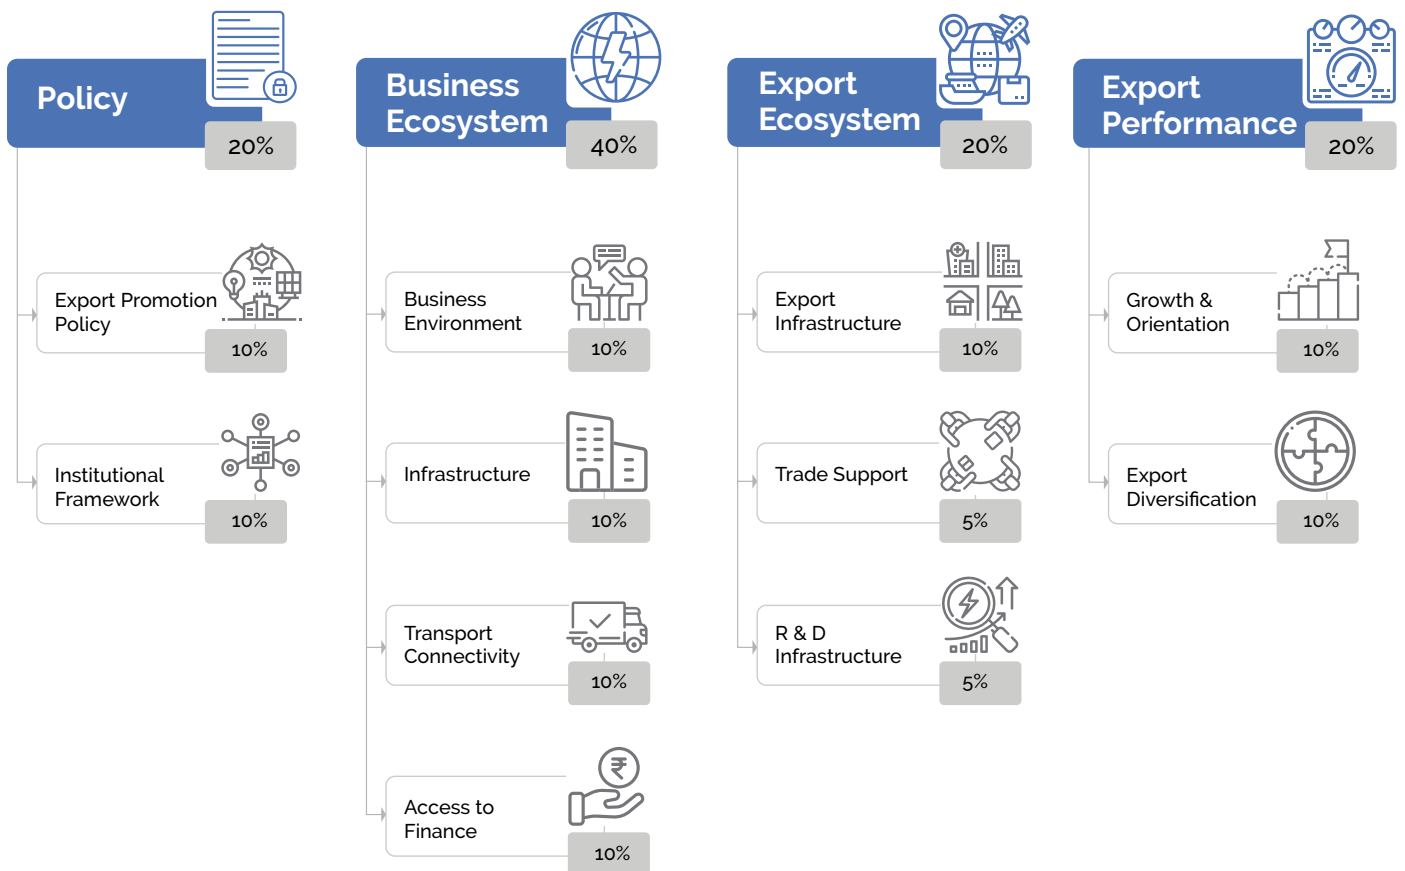 Policy
20%
Export Promotion
Policy
10%
Institutional
Framework
10%
Business
Ecosystem
40%
Business
Environment
10%
Infrastructure
10%
Transport
Connectivity
10%
₹
Access to
Finance
10%
Export
Ecosystem
20%
Export
Infrastructure
10%
Trade Support
5%
R & D
Infrastructure
5%
Export
Performance
20%
Growth &
Orientation
10%
Export
Diversification
10%